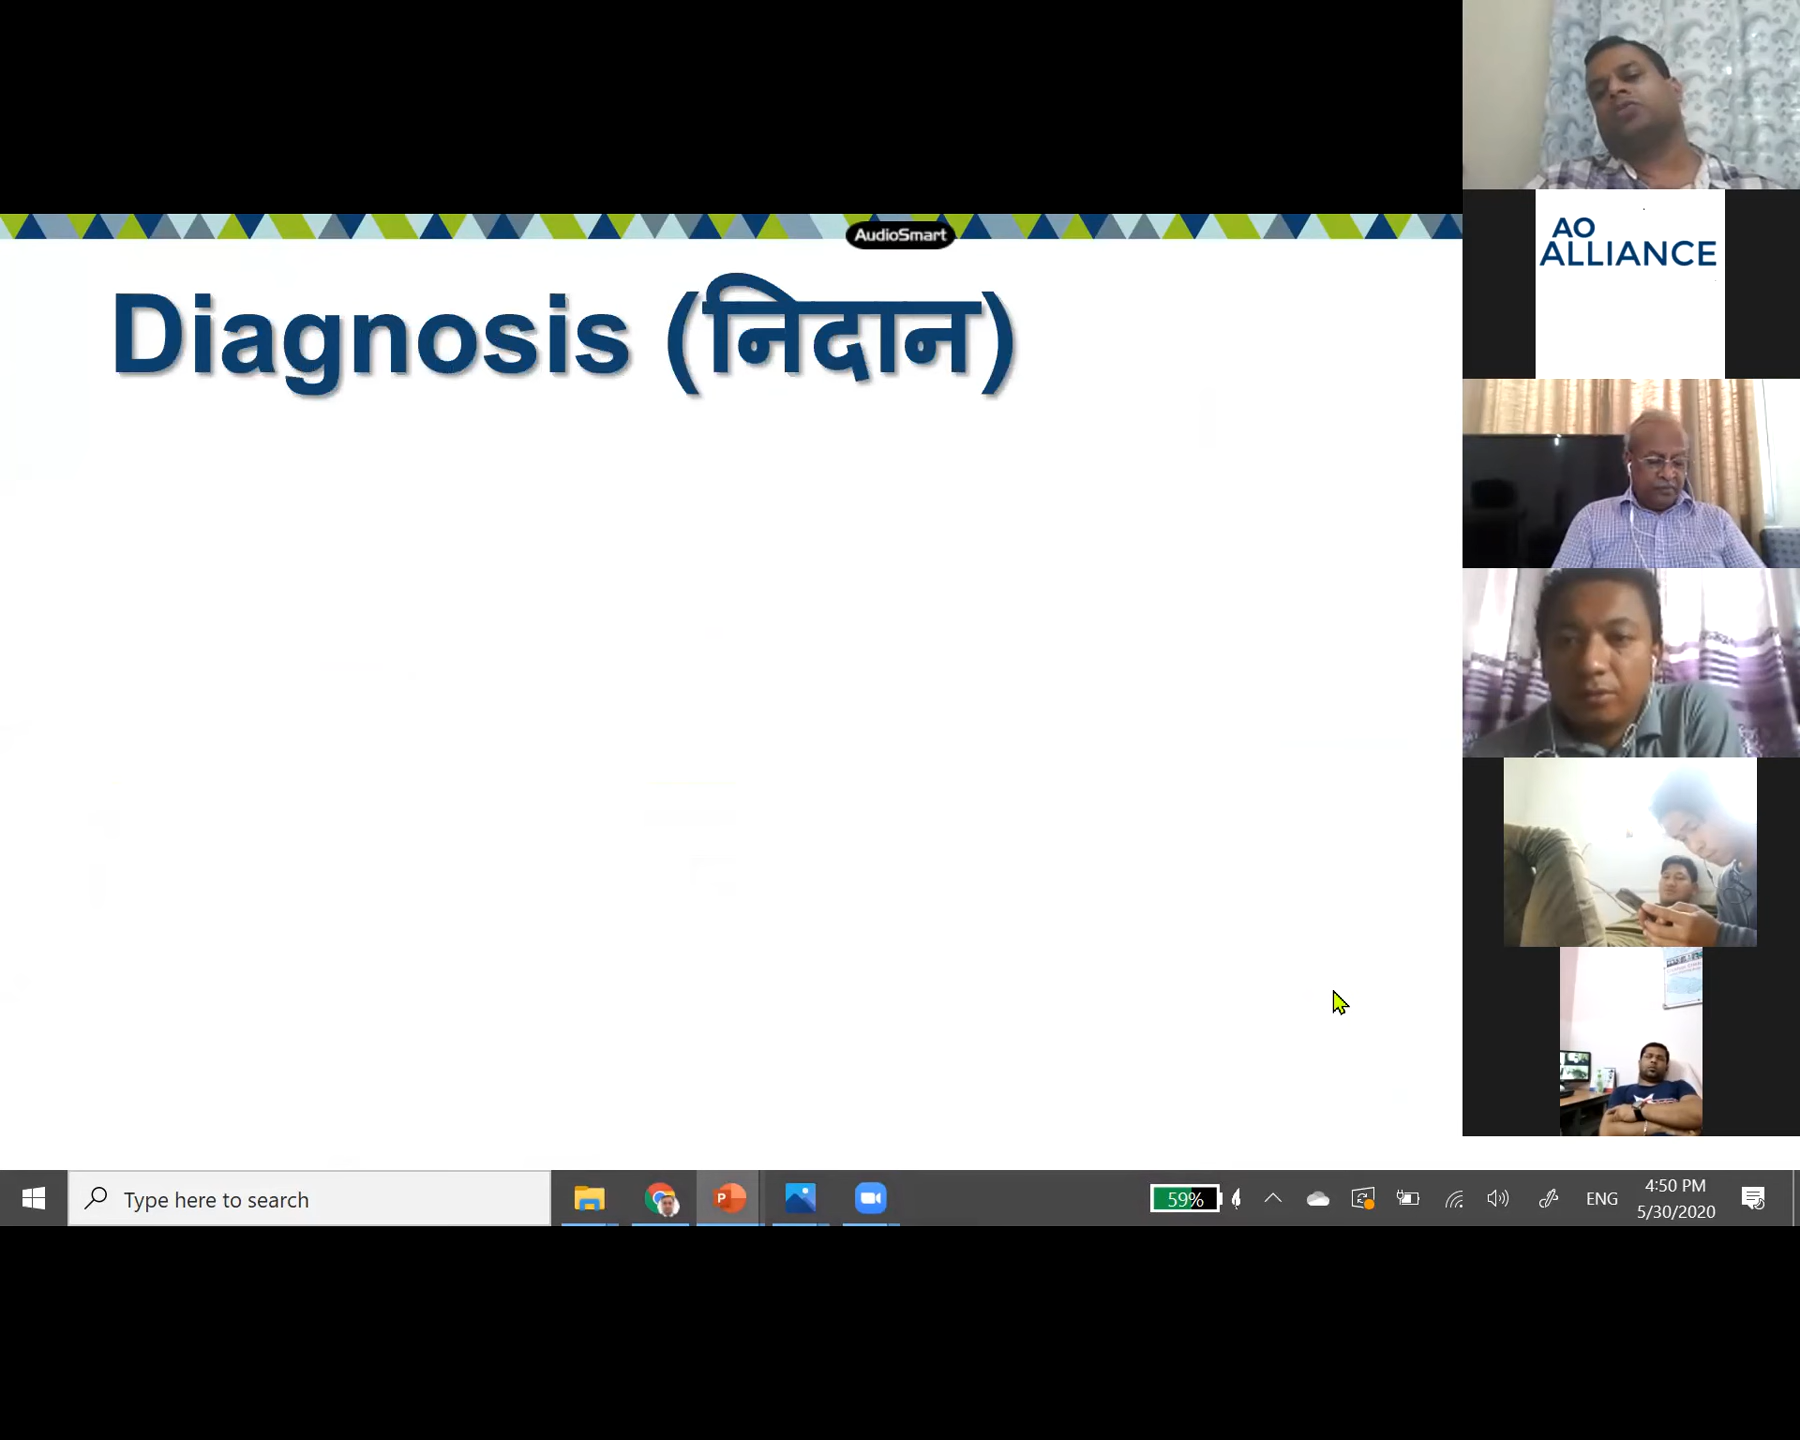 AudioSmart
Diagnosis (निदान)
AO
ALLIANCE
Type here to search
59%
ENG
4:50 PM
5/30/2020